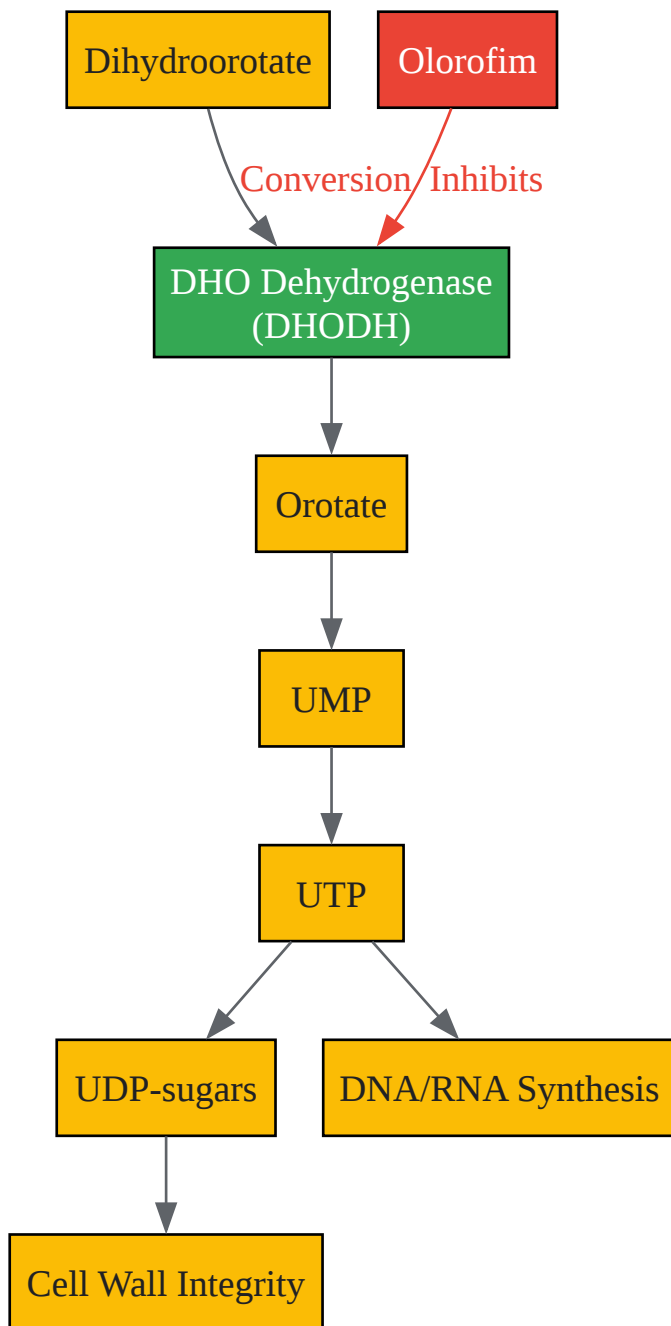 Dihydroorotate
Olorofim
Conversion
Inhibits
DHO Dehydrogenase
(DHODH)
Orotate
UMP
UTP
UDP-sugars
DNA/RNA Synthesis
Cell Wall Integrity